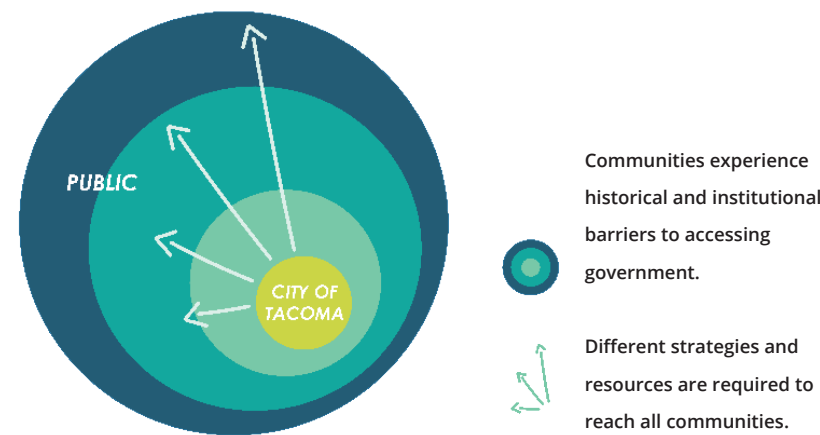 PUBLIC
CITY OF
TACOMA
Communities experience
historical and institutional
barriers to accessing
government.
Different strategies and
resources are required to
reach all communities.